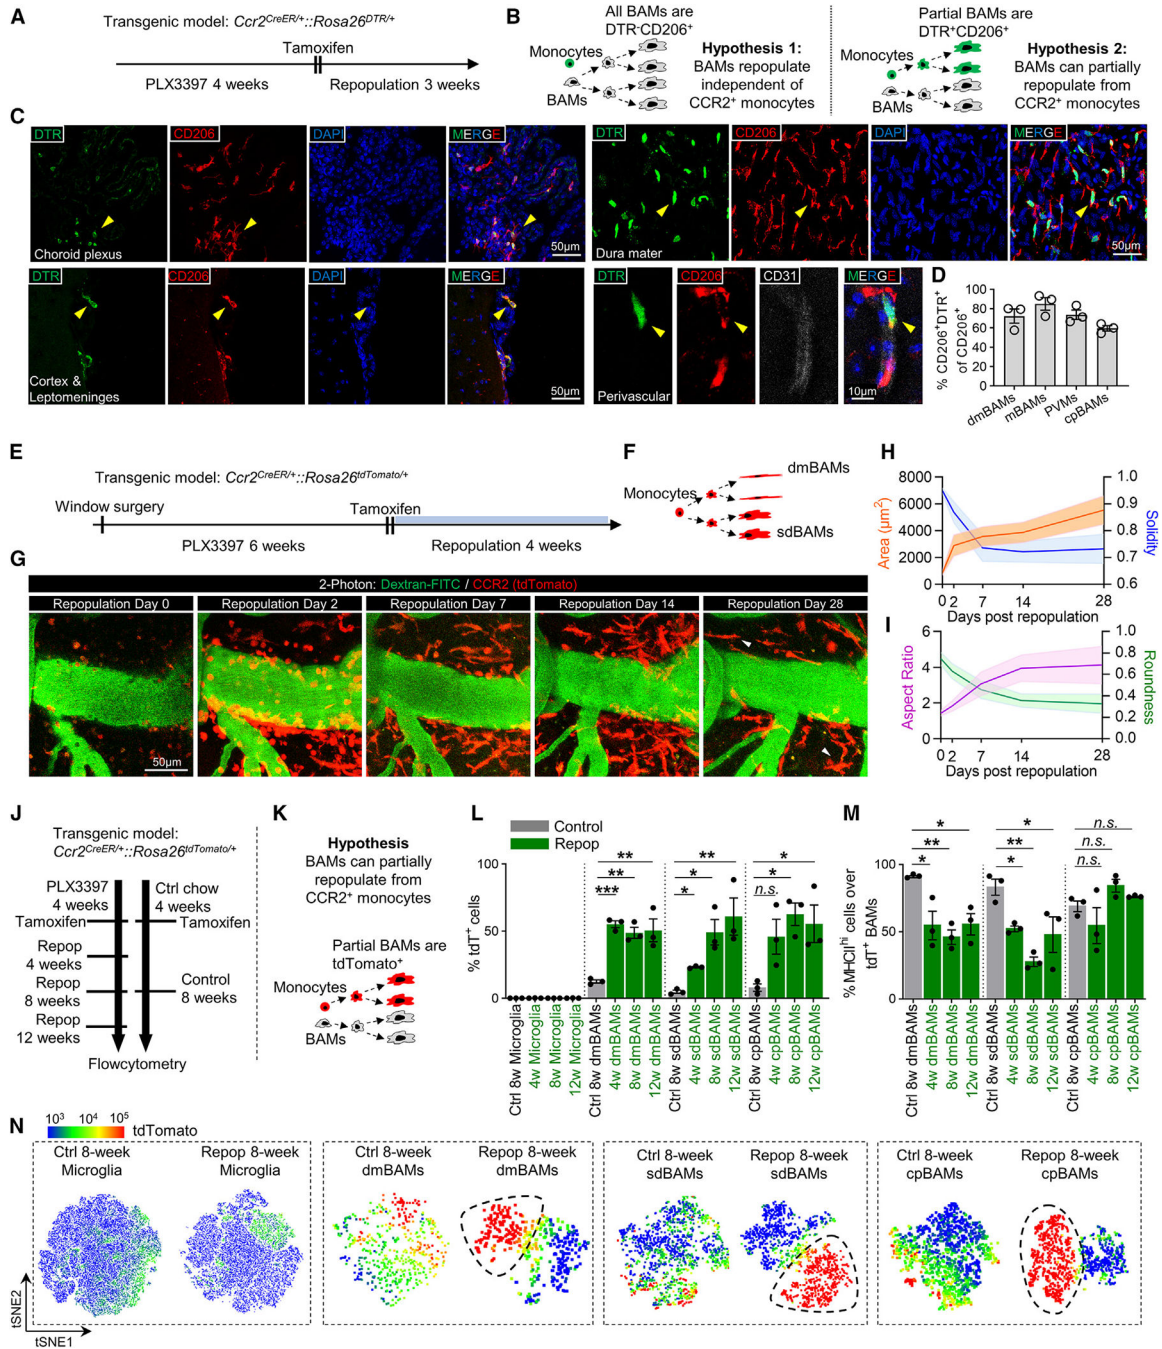 A
Transgenic model: Ccr2CreER/+::Rosa26DTR/+
Tamoxifen
PLX3397 4 weeks
Repopulation 3 weeks
B
All BAMs are
DTR-CD206+
Monocytes
BAMs
Hypothesis 1:
BAMs repopulate
independent of
CCR2+ monocytes
Partial BAMs are
DTR+CD206+
Monocytes
BAMs
Hypothesis 2:
BAMs can partially
repopulate from
CCR2+ monocytes
C
DTR
CD206
DAPI
MERGE
Choroid plexus
50μm
DTR
CD206
DAPI
MERGE
Dura mater
50μm
DTR
CD206
DAPI
MERGE
Cortex &
Leptomeninges
50μm
DTR
CD206
CD31
MERGE
Perivascular
10μm
D
% CD206+DTR+
of CD206+
100
80
60
40
20
0
dmBAMs
mBAMs
PVMs
cpBAMs
E
Transgenic model: Ccr2CreER/+::Rosa26tdTomato/+
Window surgery
Tamoxifen
PLX3397 6 weeks
Repopulation 4 weeks
F
Monocytes
dmBAMs
sdBAMs
G
2-Photon: Dextran-FITC / CCR2 (tdTomato)
Repopulation Day 0
Repopulation Day 2
Repopulation Day 7
Repopulation Day 14
Repopulation Day 28
50μm
H
Area (μm2)
8000
6000
4000
2000
0
1.0
0.9
0.8
0.7
0.6
Solidity
0 2 7 14 28
Days post repopulation
I
Aspect Ratio
6
4
2
0
1.0
0.8
0.6
0.4
0.2
0.0
Roundness
0 2 7 14 28
Days post repopulation
J
Transgenic model:
Ccr2CreER/+::Rosa26tdTomato/+
PLX3397
4 weeks
Tamoxifen
Repop
4 weeks
Repop
8 weeks
Repop
12 weeks
Ctrl chow
4 weeks
Tamoxifen
Control
8 weeks
Flowcytometry
K
Hypothesis
BAMs can partially
repopulate from
CCR2+ monocytes
Partial BAMs are
tdTomato+
Monocytes
BAMs
L
Control
Repop
% tdT+ cells
100
50
0
***
**
**
*
*
**
n.s.
*
*
Ctrl 8w Microglia
4w Microglia
8w Microglia
12w Microglia
Ctrl 8w dmBAMs
4w dmBAMs
8w dmBAMs
12w dmBAMs
Ctrl 8w sdBAMs
4w sdBAMs
8w sdBAMs
12w sdBAMs
Ctrl 8w cpBAMs
4w cpBAMs
8w cpBAMs
12w cpBAMs
M
% MHCIIhi cells over
tdT+ BAMs
100
50
0
*
**
*
*
**
*
n.s.
n.s.
n.s.
Ctrl 8w dmBAMs
4w dmBAMs
8w dmBAMs
12w dmBAMs
Ctrl 8w sdBAMs
4w sdBAMs
8w sdBAMs
12w sdBAMs
Ctrl 8w cpBAMs
4w cpBAMs
8w cpBAMs
12w cpBAMs
N
103 104 105
tdTomato
Ctrl 8-week
Microglia
Repop 8-week
Microglia
Ctrl 8-week
dmBAMs
Repop 8-week
dmBAMs
Ctrl 8-week
sdBAMs
Repop 8-week
sdBAMs
Ctrl 8-week
cpBAMs
Repop 8-week
cpBAMs
tSNE2
tSNE1